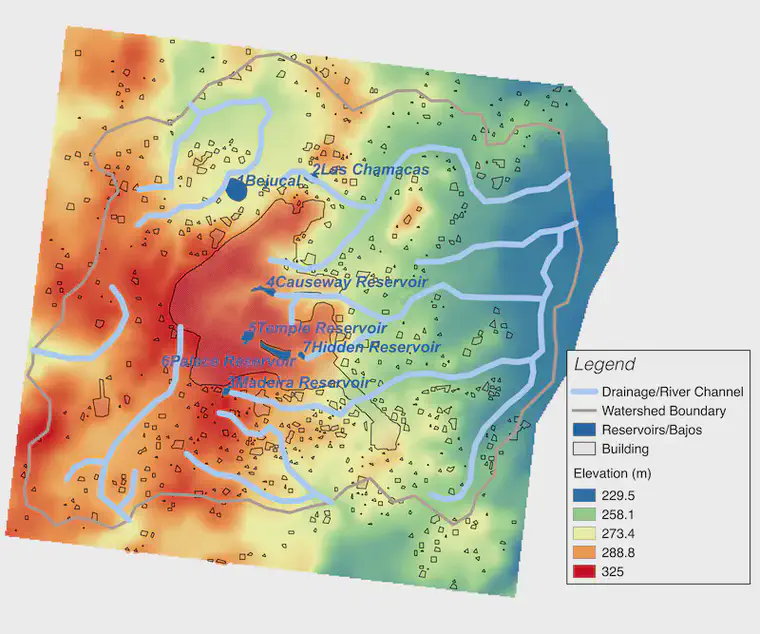 2Las Chamacas
1Bejucal
4Causeway Reservoir
5Temple Reservoir
7Hidden Reservoir
6Palace Reservoir
3Madeira Reservoir
Legend
Drainage/River Channel
Watershed Boundary
Reservoirs/Bajos
Building
Elevation (m)
229.5
258.1
273.4
288.8
325